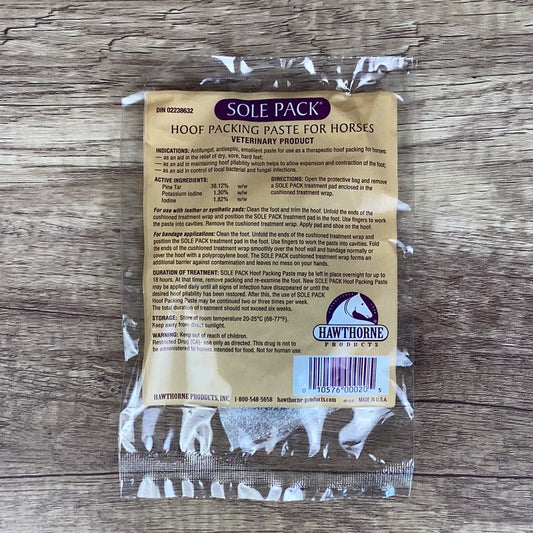 DIN 02238632
SOLE PACK®
HOOF PACKING PASTE FOR HORSES
VETERINARY PRODUCT
INDICATIONS: Antifungal, antiseptic, emollient paste for use as a therapeutic hoof packing for horses:
— as an aid in the relief of dry, sore, hard feet;
— as an aid in maintaining hoof pliability which helps to allow expansion and contraction of the foot;
— as an aid in control of local bacterial and fungal infections.
ACTIVE INGREDIENTS:
Pine Tar 38.12% w/w
Potassium Iodine 1.30% w/w
Iodine 1.82% w/w
DIRECTIONS: Open the protective bag and remove
a SOLE PACK treatment pad enclosed in the
cushioned treatment wrap.
For use with leather or synthetic pads: Clean the foot and trim the hoof. Unfold the ends of the
cushioned treatment wrap and position the SOLE PACK treatment pad in the foot. Use fingers to work
the paste into cavities. Remove the cushioned treatment wrap. Apply pad and shoe on the hoof.
For bandage applications: Clean the foot. Unfold the ends of the cushioned treatment wrap and
position the SOLE PACK treatment pad in the foot. Use fingers to work the paste into cavities. Fold
the ends of the cushioned treatment wrap smoothly over the hoof wall and bandage normally or
cover the hoof with a polypropylene boot. The SOLE PACK cushioned treatment wrap forms an
additional barrier against contamination and leaves no mess on your hands.
DURATION OF TREATMENT: SOLE PACK Hoof Packing Paste may be left in place overnight for up to
18 hours. At that time, remove packing and re-examine the foot. New SOLE PACK Hoof Packing Paste
may be applied daily until all signs of infection have disappeared or until the
desired hoof pliability has been restored. After this, the use of SOLE PACK
Hoof Packing Paste may be continued two or three times per week.
The total duration of treatment should not exceed six weeks.
STORAGE: Store at room temperature 20-25°C (68-77°F).
Keep away from direct sunlight.
WARNING: Keep out of reach of children.
Restricted Drug (CA)- use only as directed. This drug is not to
be administered to horses intended for food. Not for human use.
HAWTHORNE
PRODUCTS
0 10576 00020 5
HAWTHORNE PRODUCTS, INC. 1-800-548-5658 hawthorne-products.com MADE IN U.S.A.